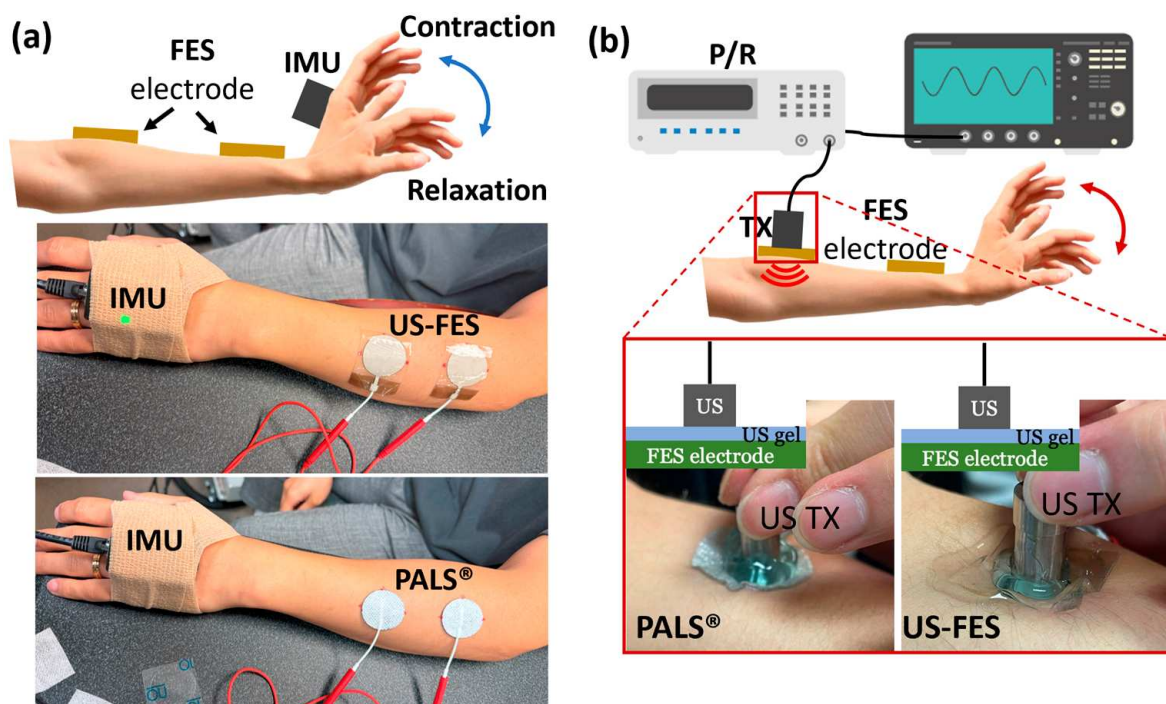 (a)
FES
electrode
IMU
Contraction
Relaxation
IMU
US-FES
IMU
PALS®
(b)
P/R
TX
FES
electrode
US
US gel
FES electrode
US TX
PALS®
US
US gel
FES electrode
US TX
US-FES